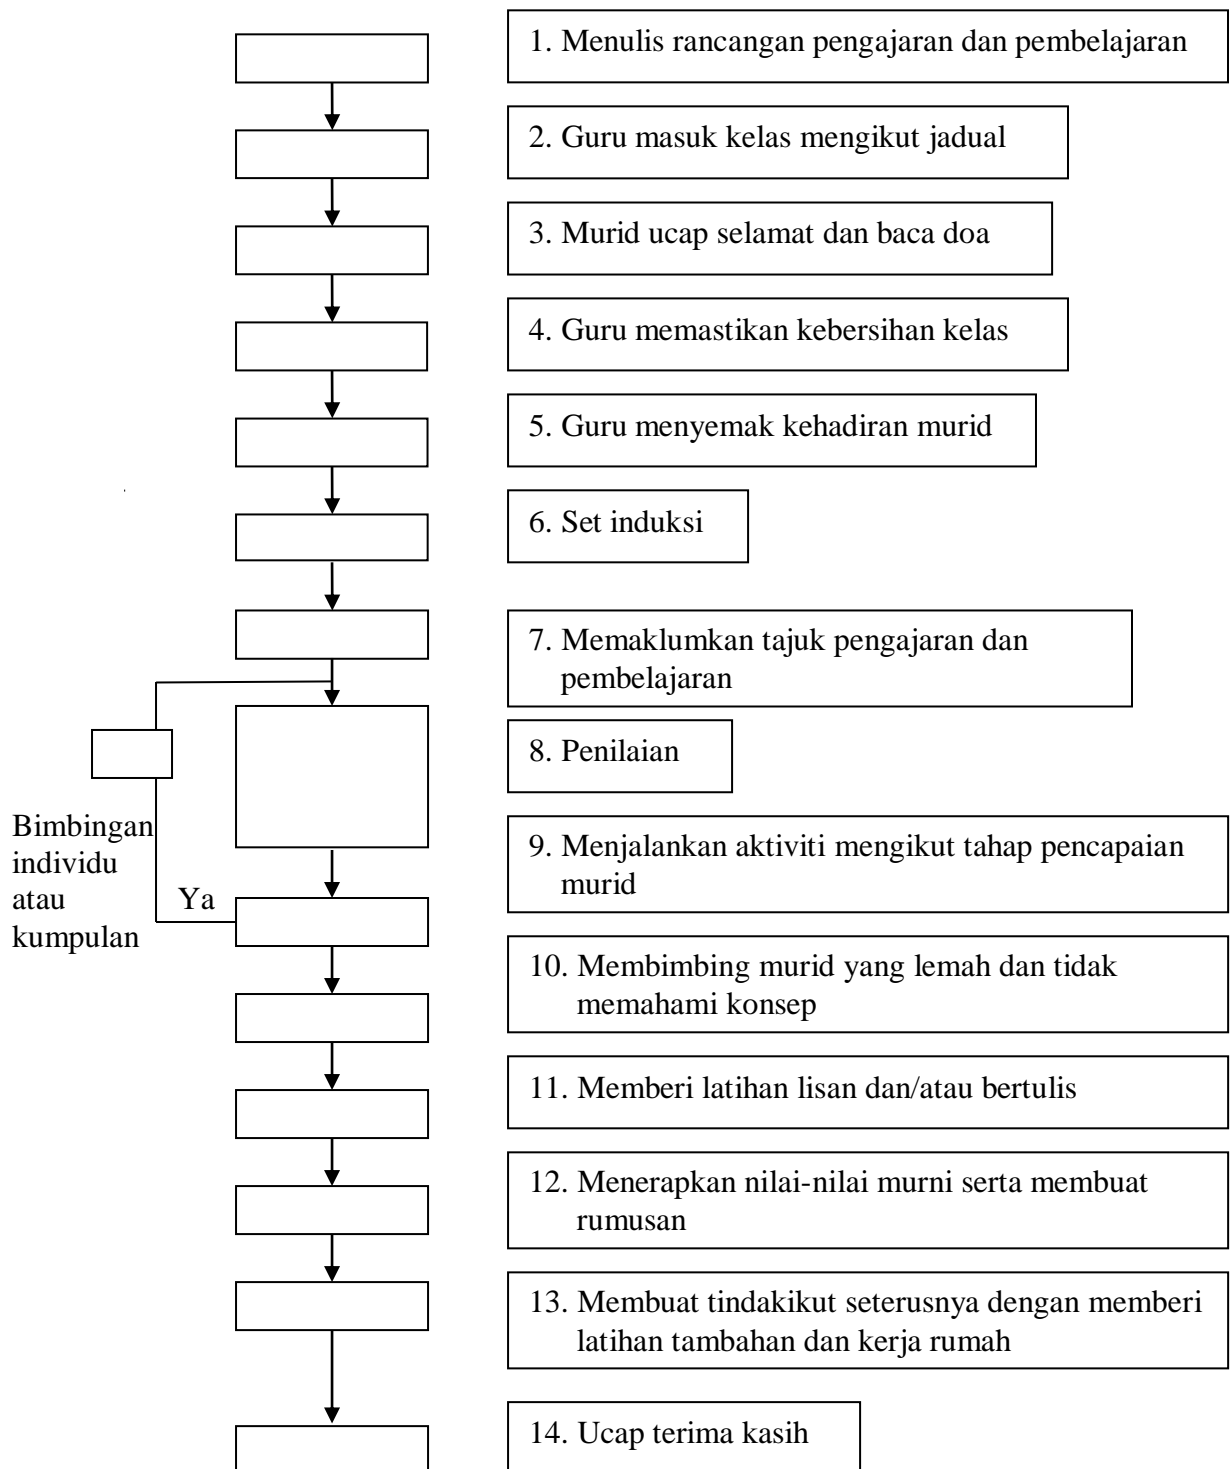 1. Menulis rancangan pengajaran dan pembelajaran
2. Guru masuk kelas mengikut jadual
3. Murid ucap selamat dan baca doa
4. Guru memastikan kebersihan kelas
5. Guru menyemak kehadiran murid
6. Set induksi
7. Memaklumkan tajuk pengajaran dan
pembelajaran
8. Penilaian
Bimbingan
individu
atau
kumpulan
Ya
9. Menjalankan aktiviti mengikut tahap pencapaian
murid
10. Membimbing murid yang lemah dan tidak
memahami konsep
11. Memberi latihan lisan dan/atau bertulis
12. Menerapkan nilai-nilai murni serta membuat
rumusan
13. Membuat tindakikut seterusnya dengan memberi
latihan tambahan dan kerja rumah
14. Ucap terima kasih